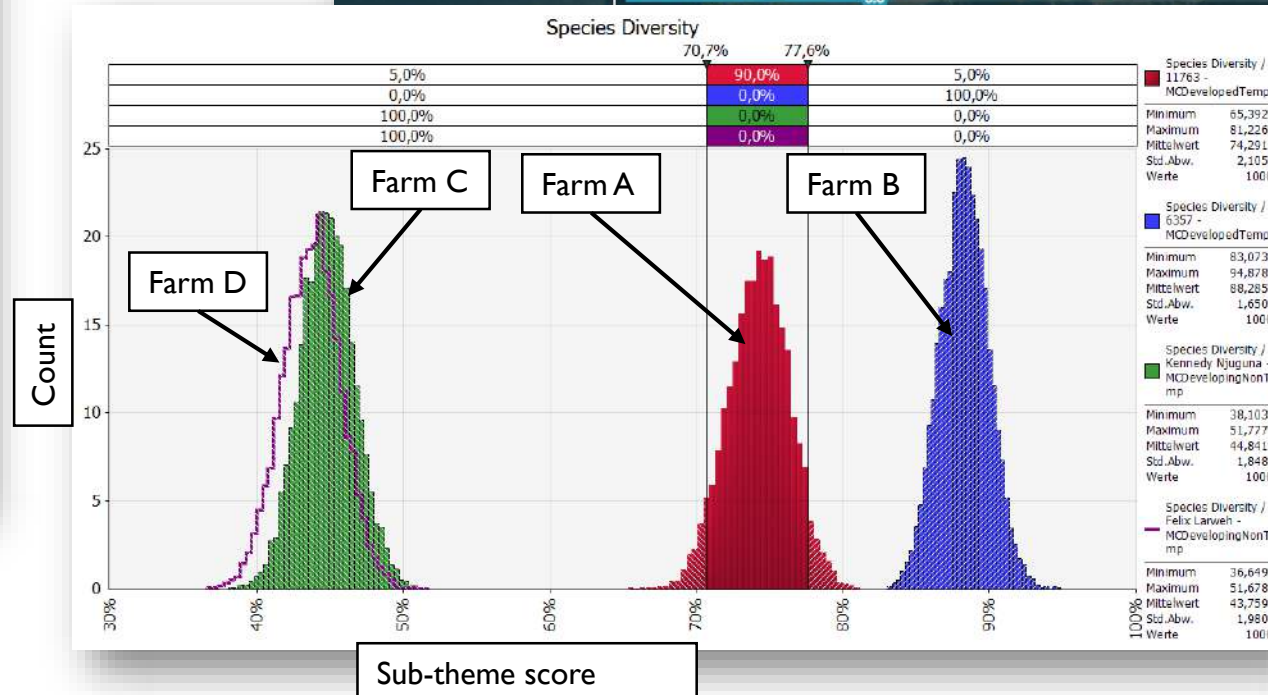 Species Diversity
70,7% 77,6%
5,0% 90,0% 5,0%
0,0% 0,0% 100,0%
100,0% 0,0% 0,0%
100,0% 0,0% 0,0%
25
20
15
10
5
0
Count
Farm D
Farm C
Farm A
Farm B
30%
40%
50%
60%
70%
80%
90%
100%
Sub-theme score
Species Diversity /
11763 -
MCDevelopedTemp
Minimum 65,392
Maximum 81,226
Mittelwert 74,291
Std.Abw. 2,105
Werte 100
Species Diversity /
6357 -
MCDevelopedTemp
Minimum 83,073
Maximum 94,878
Mittelwert 88,285
Std.Abw. 1,650
Werte 100
Species Diversity /
Kennedy Njuguna -
MCDevelopingNonT
mp
Minimum 38,103
Maximum 51,777
Mittelwert 44,841
Std.Abw. 1,848
Werte 100
Species Diversity /
Felix Larweh -
MCDevelopingNonT
mp
Minimum 36,649
Maximum 51,678
Mittelwert 43,759
Std.Abw. 1,980
Werte 100